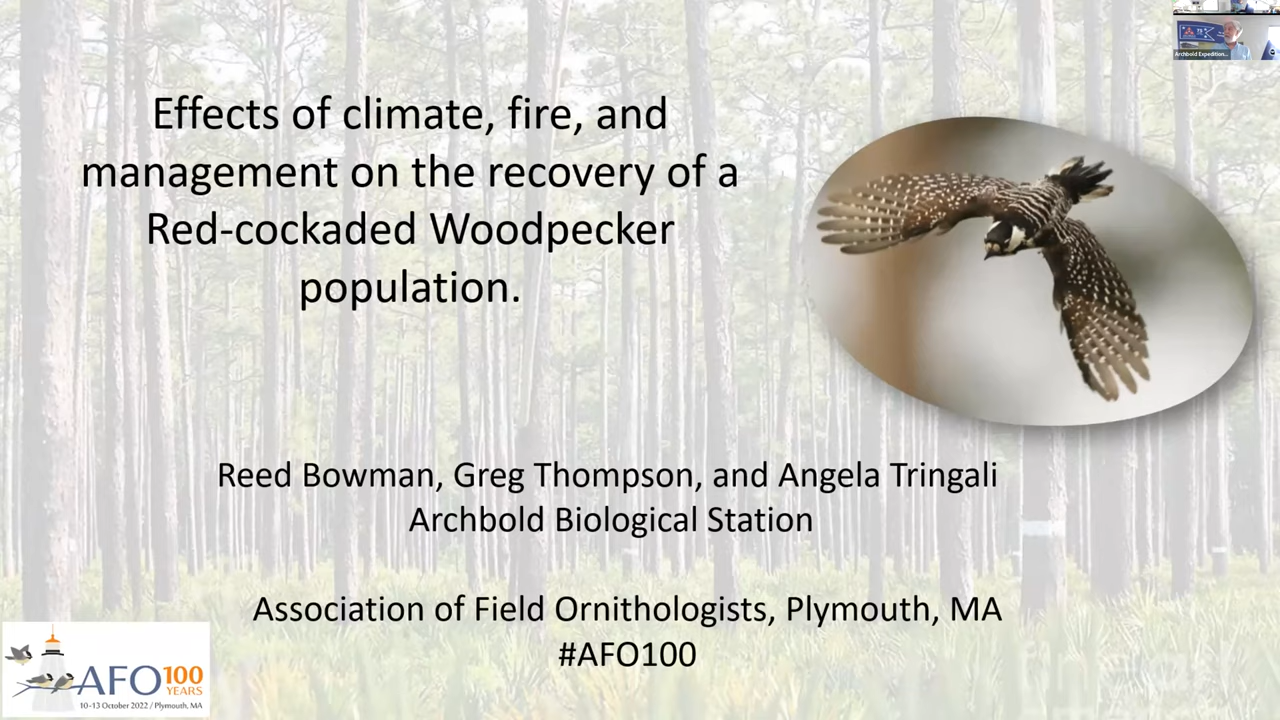 Effects of climate, fire, and
management on the recovery of a
Red-cockaded Woodpecker
population.
Reed Bowman, Greg Thompson, and Angela Tringali
Archbold Biological Station
Association of Field Ornithologists, Plymouth, MA
#AFO100
AFO 100
YEARS
10-13 October 2022 / Plymouth, MA
Archbold Expedition...